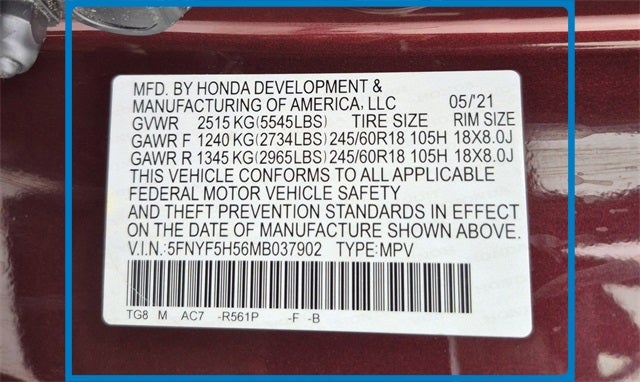 MFD. BY HONDA DEVELOPMENT &
MANUFACTURING OF AMERICA, LLC 05/'21
GVWR 2515 KG(5545LBS) TIRE SIZE RIM SIZE
GAWR F 1240 KG(2734LBS) 245/60R18 105H 18X8.0J
GAWR R 1345 KG(2965LBS) 245/60R18 105H 18X8.0J
THIS VEHICLE CONFORMS TO ALL APPLICABLE
FEDERAL MOTOR VEHICLE SAFETY
AND THEFT PREVENTION STANDARDS IN EFFECT
ON THE DATE OF MANUFACTURE SHOWN ABOVE.
V.I.N.:5FNYF5H56MB037902 TYPE:MPV
TG8 M AC7 -R561P -F -B